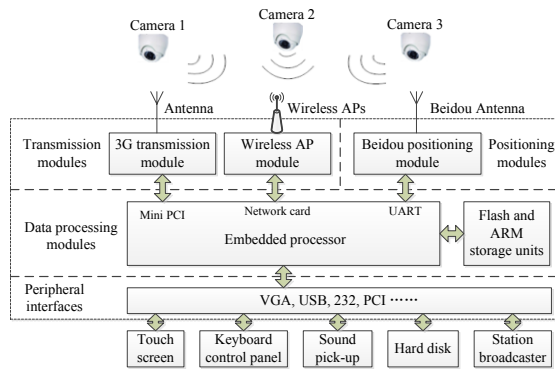 Camera 1
Camera 2
Camera 3
Antenna
Wireless APs
Beidou Antenna
Transmission
modules
3G transmission
module
Wireless AP
module
Beidou positioning
module
Positioning
modules
Mini PCI
Network card
UART
Data processing
modules
Embedded processor
Flash and
ARM
storage units
Peripheral
interfaces
VGA, USB, 232, PCI ······
Touch
screen
Keyboard
control panel
Sound
pick-up
Hard disk
Station
broadcaster